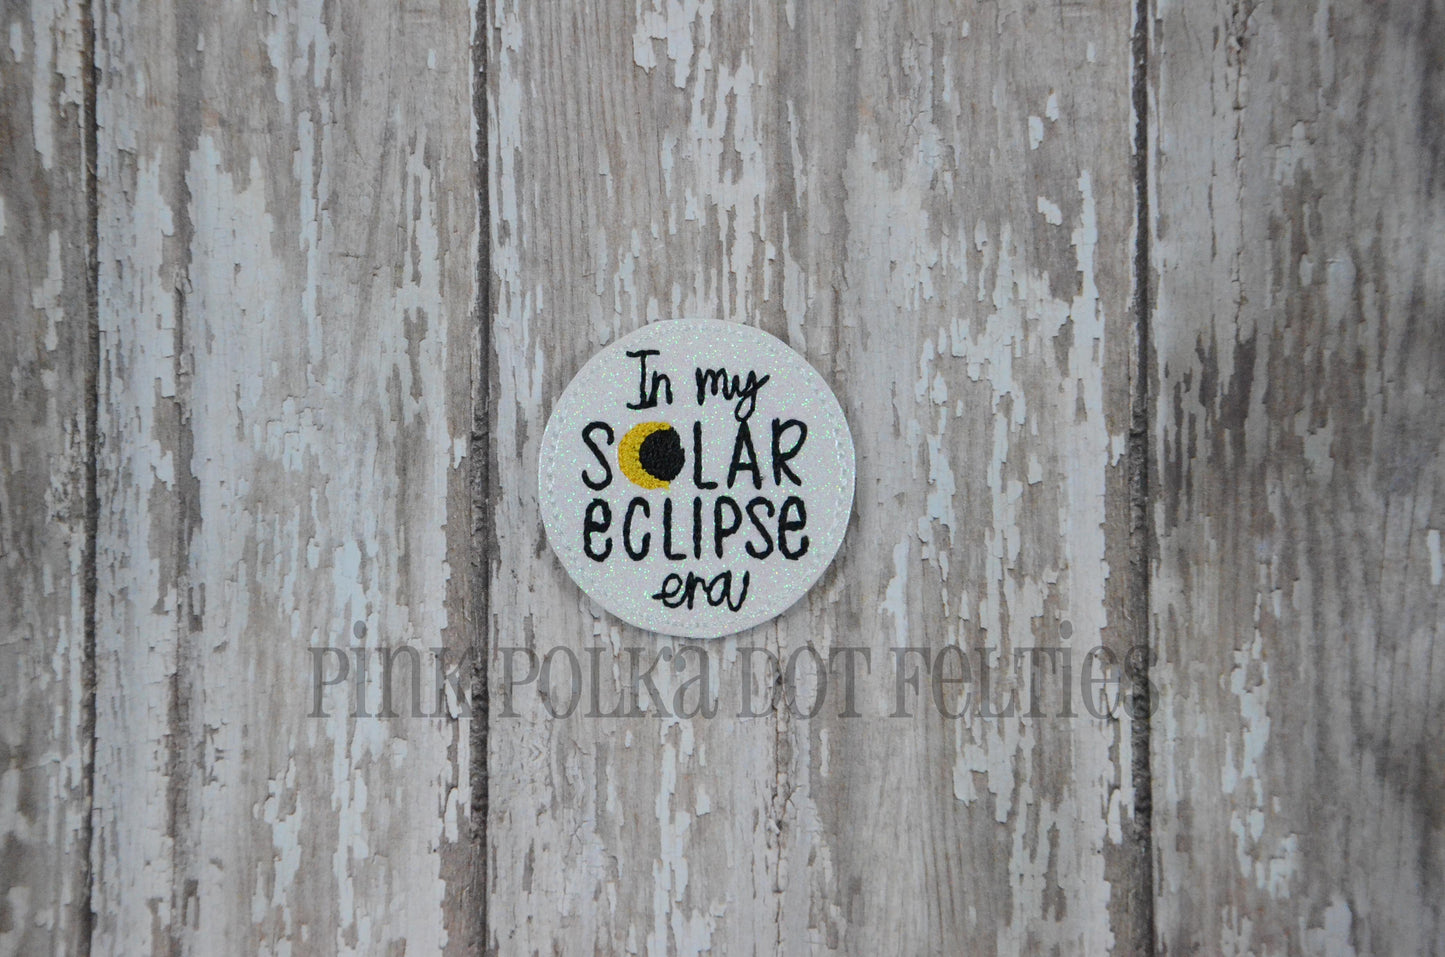 In my
SOLAR
eCLIPSe
era
PiNK POLKa DOT FeLTieS